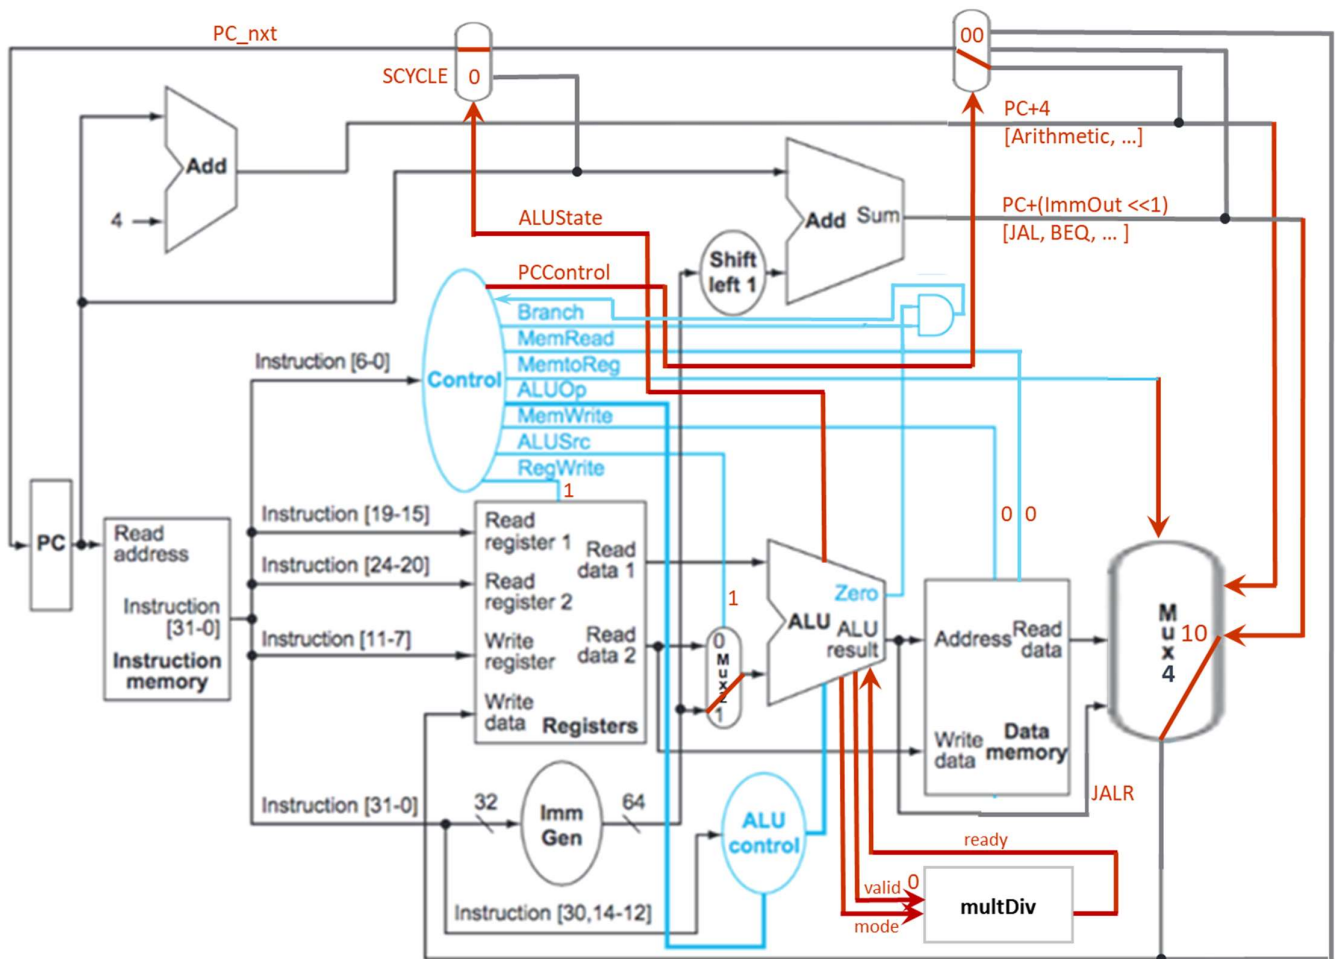 PC_nxt
00
SCYCLE
0
PC+4
[Arithmetic, ...]
Add
4
ALUState
Add
Sum
PC+(ImmOut <<1)
[JAL, BEQ, ... ]
Shift
left 1
PCControl
Branch
MemRead
MemtoReg
ALUOp
MemWrite
ALUSrc
RegWrite
Control
Instruction [6-0]
1
PC
Read
address
Instruction
[31-0]
Instruction
memory
Instruction [19-15]
Instruction [24-20]
Instruction [11-7]
Read
register 1
Read
data 1
Read
register 2
Write
register
Read
data 2
Write
data
Registers
1
0
M
u
x
2
1
Zero
ALU
ALU
result
0 0
Address
Read
data
Write
data
Data
memory
M
u
x
4
10
JALR
Instruction [31-0]
32
Imm
Gen
64
ALU
control
Instruction [30,14-12]
ready
valid
0
mode
multDiv